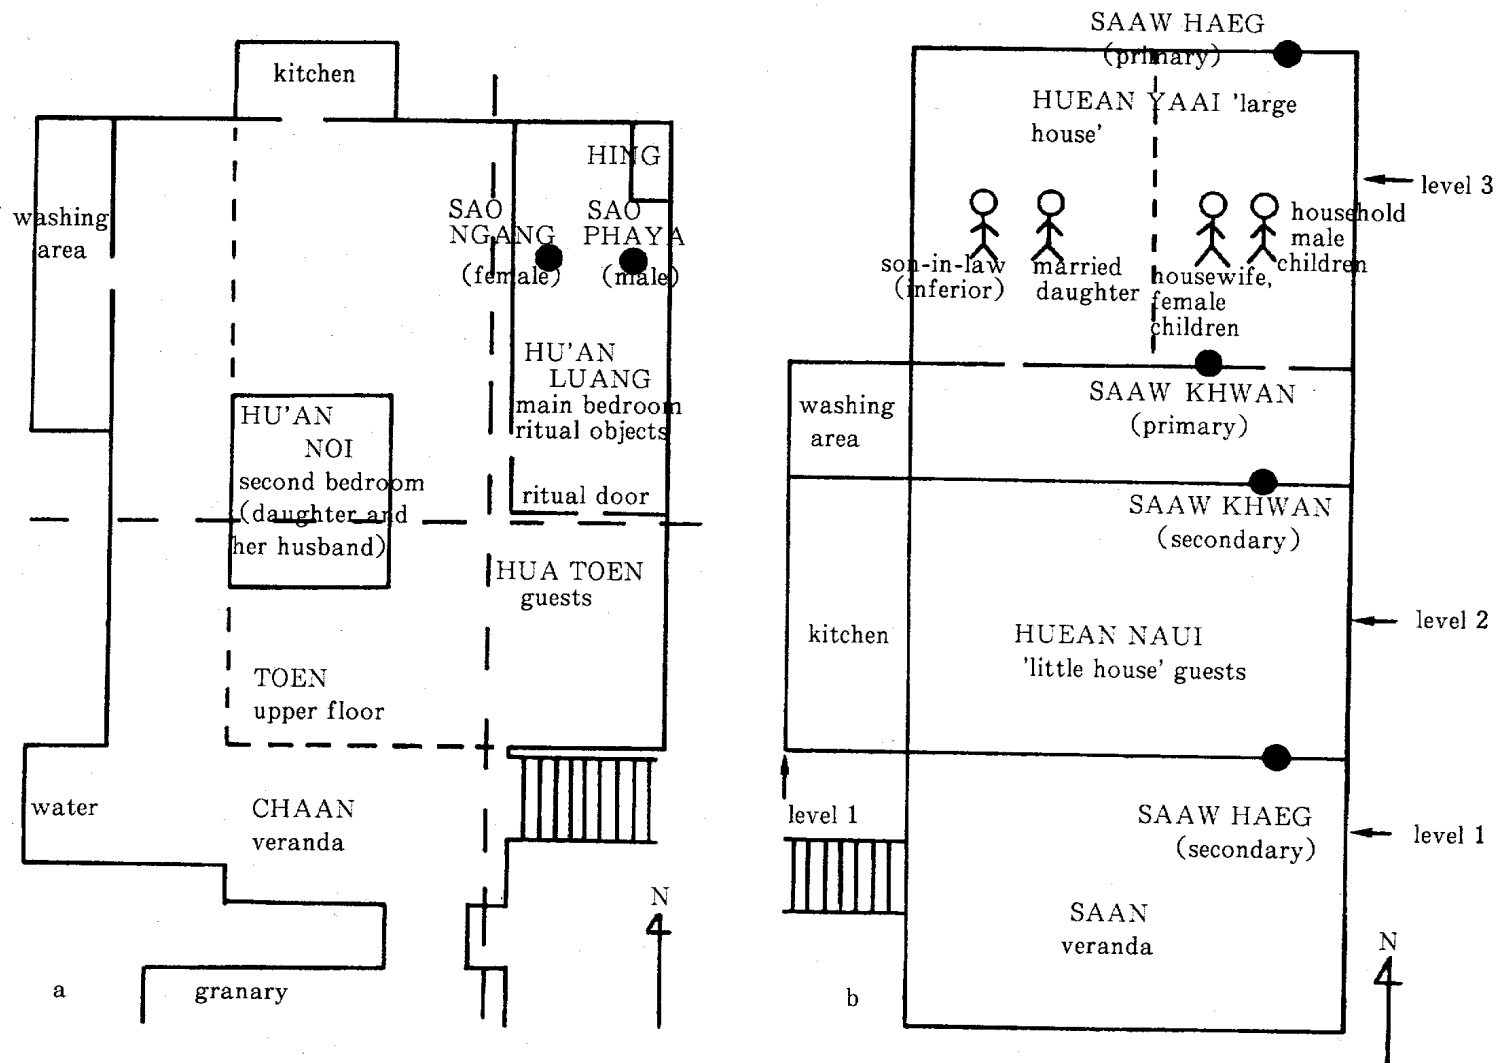 kitchen
HING
washing
area
SAO
NGANG
(female)
SAO
PHAYA
(male)
HU'AN
LUANG
main bedroom
ritual objects
ritual door
HU'AN
NOI
second bedroom
(daughter and
her husband)
HUA TOEN
guests
TOEN
upper floor
water
CHAAN
veranda
N
a
granary
SAAW HAEG
(primary)
HUEAN YAAI 'large
house'
level 3
son-in-law
(inferior)
married
daughter
housewife,
female
children
household
male
children
washing
area
SAAW KHWAN
(primary)
SAAW KHWAN
(secondary)
kitchen
HUEAN NAUI
'little house' guests
level 2
level 1
SAAW HAEG
(secondary)
level 1
SAAN
veranda
N
b